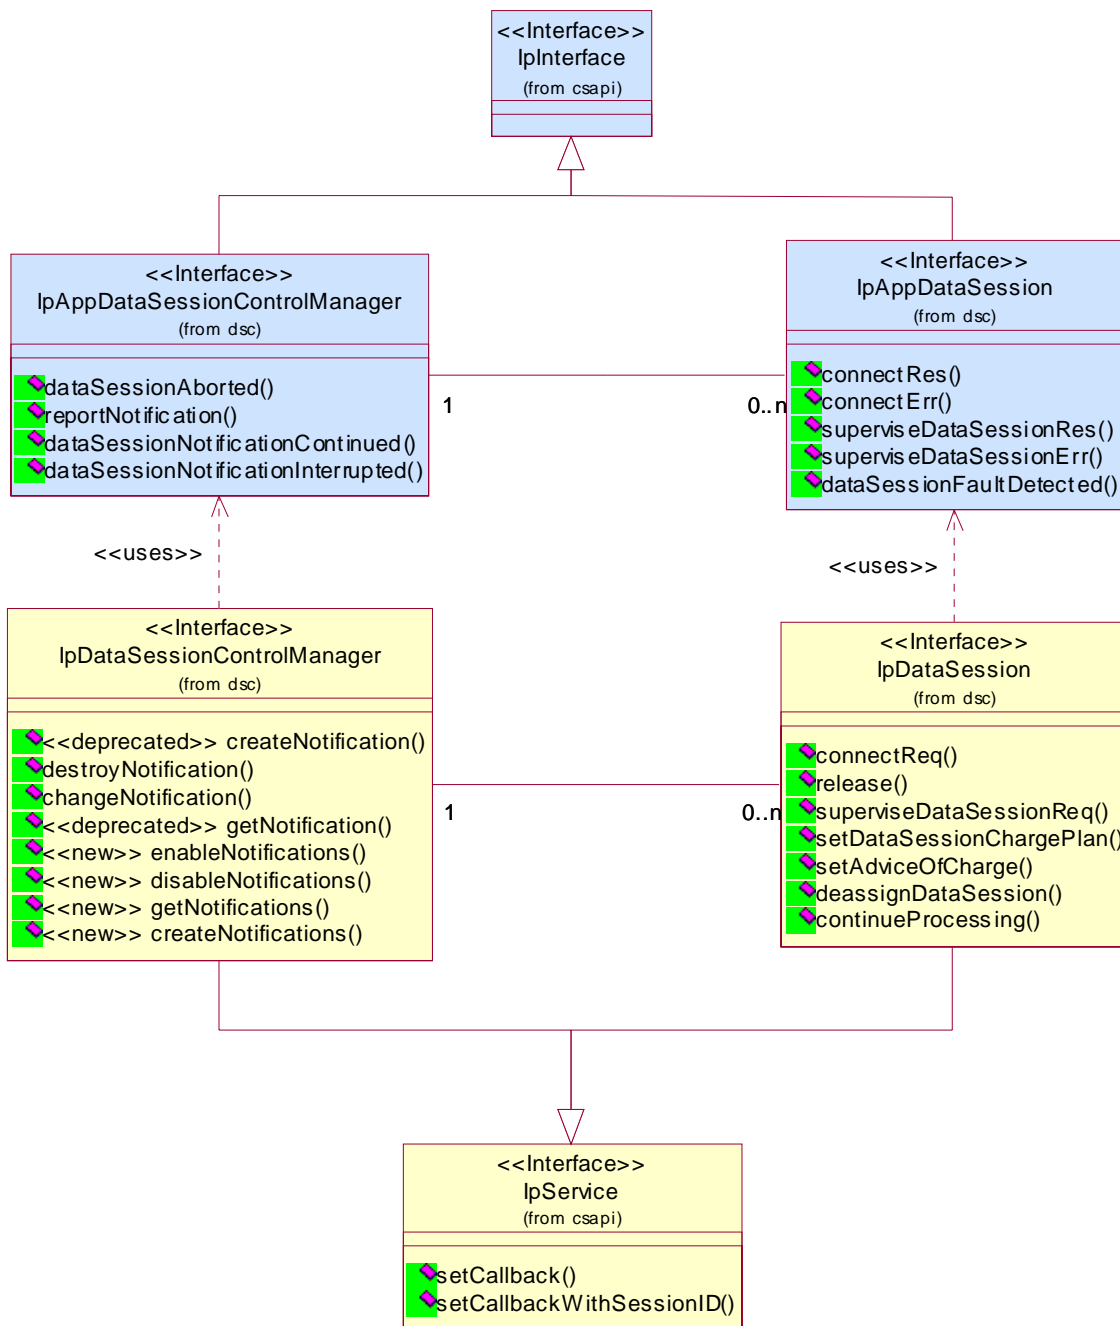 <<Interface>>
IpInterface
(from csapi)
<<Interface>>
IpAppDataSessionControlManager
(from dsc)
dataSessionAborted()
reportNotification()
dataSessionNotificationContinued()
dataSessionNotificationInterrupted()
<<Interface>>
IpAppDataSession
(from dsc)
connectRes()
connectErr()
superviseDataSessionRes()
superviseDataSessionErr()
dataSessionFaultDetected()
1
0..n
<<uses>>
<<uses>>
<<Interface>>
IpDataSessionControlManager
(from dsc)
<<deprecated>> createNotification()
destroyNotification()
changeNotification()
<<deprecated>> getNotification()
<<new>> enableNotifications()
<<new>> disableNotifications()
<<new>> getNotifications()
<<new>> createNotifications()
<<Interface>>
IpDataSession
(from dsc)
connectReq()
release()
superviseDataSessionReq()
setDataSessionChargePlan()
setAdviceOfCharge()
deassignDataSession()
continueProcessing()
1
0..n
<<Interface>>
IpService
(from csapi)
setCallback()
setCallbackWithSessionID()